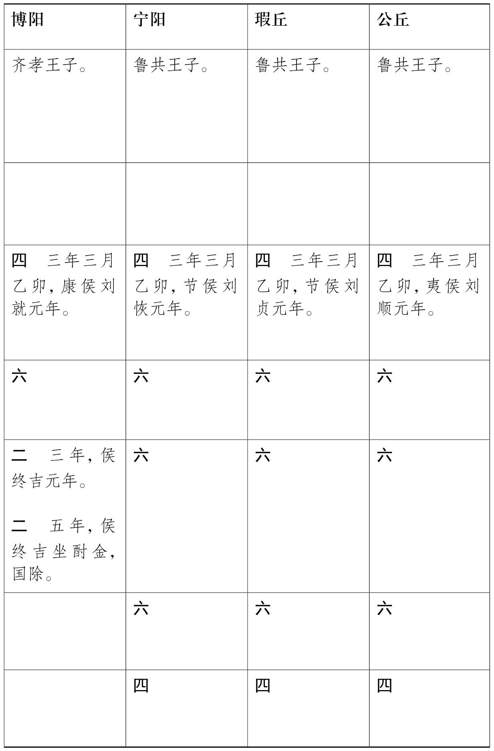 博阳 宁阳 瑕丘 公丘
齐孝王子。 鲁共王子。 鲁共王子。 鲁共王子。
四 三年三月 四 三年三月 四 三年三月 四 三年三月
乙卯，康侯刘 乙卯，节侯刘 乙卯，节侯刘 乙卯，夷侯刘
就元年。 恢元年。 贞元年。 顺元年。
六 六 六 六
二 三年，侯 六 六 六
终吉元年。
二 五年，侯
终吉坐酎金，
国除。
六 六 六
四 四 四